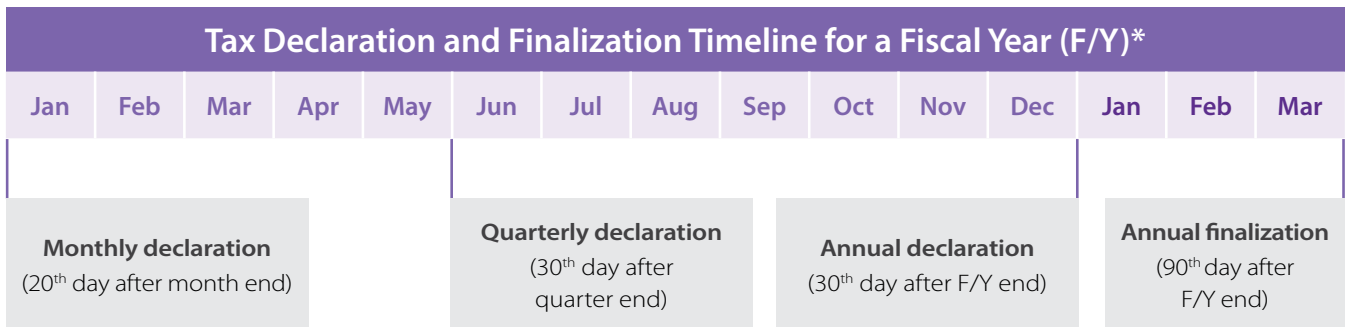 Tax Declaration and Finalization Timeline for a Fiscal Year (F/Y)*
Jan Feb Mar Apr May Jun Jul Aug Sep Oct Nov Dec Jan Feb Mar
Monthly declaration
(20th day after month end)
Quarterly declaration
(30th day after
quarter end)
Annual declaration
(30th day after F/Y end)
Annual finalization
(90th day after
F/Y end)